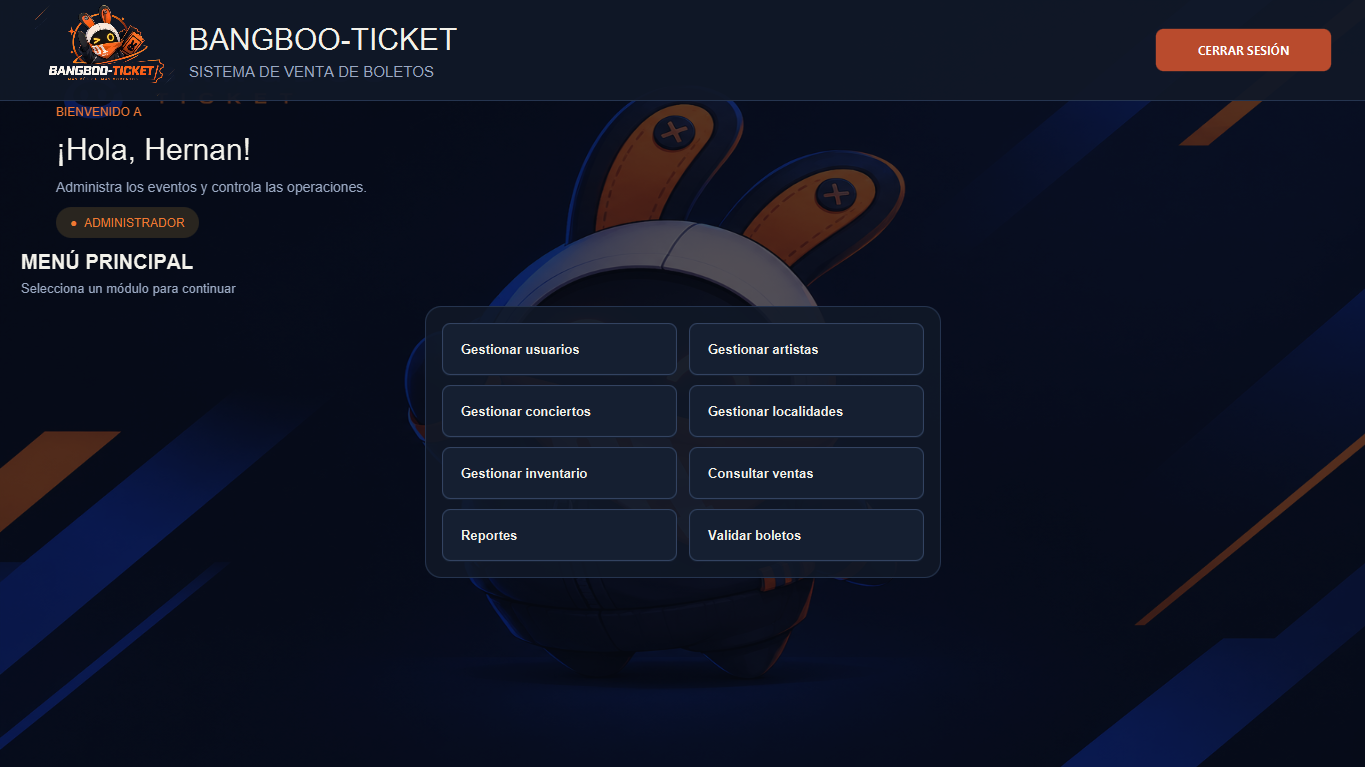 BANGBOO-TICKET
BANGBOO-TICKET
SISTEMA DE VENTA DE BOLETOS
CERRAR SESIÓN
BIENVENIDO A
¡Hola, Hernan!
Administra los eventos y controla las operaciones.
ADMINISTRADOR
MENÚ PRINCIPAL
Selecciona un módulo para continuar
Gestionar usuarios
Gestionar artistas
Gestionar conciertos
Gestionar localidades
Gestionar inventario
Consultar ventas
Reportes
Validar boletos